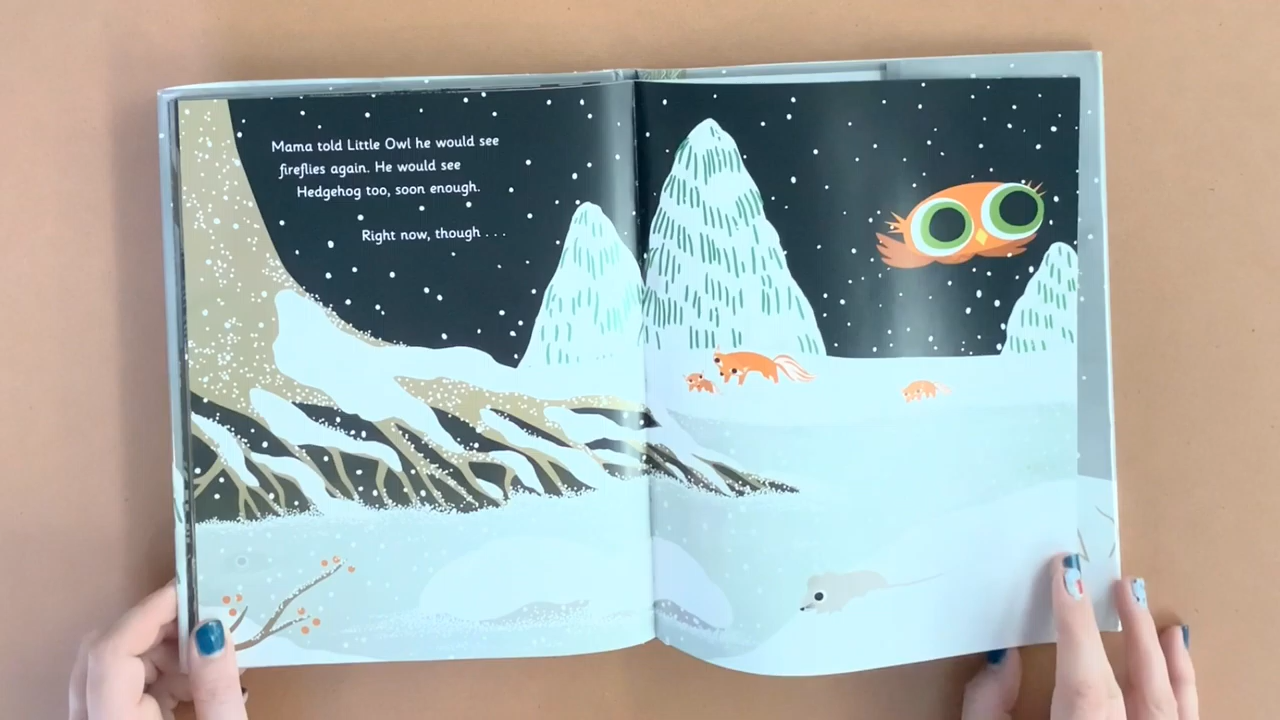 Mama told Little Owl he would see
fireflies again. He would see
Hedgehog too, soon enough.
Right now, though . . .